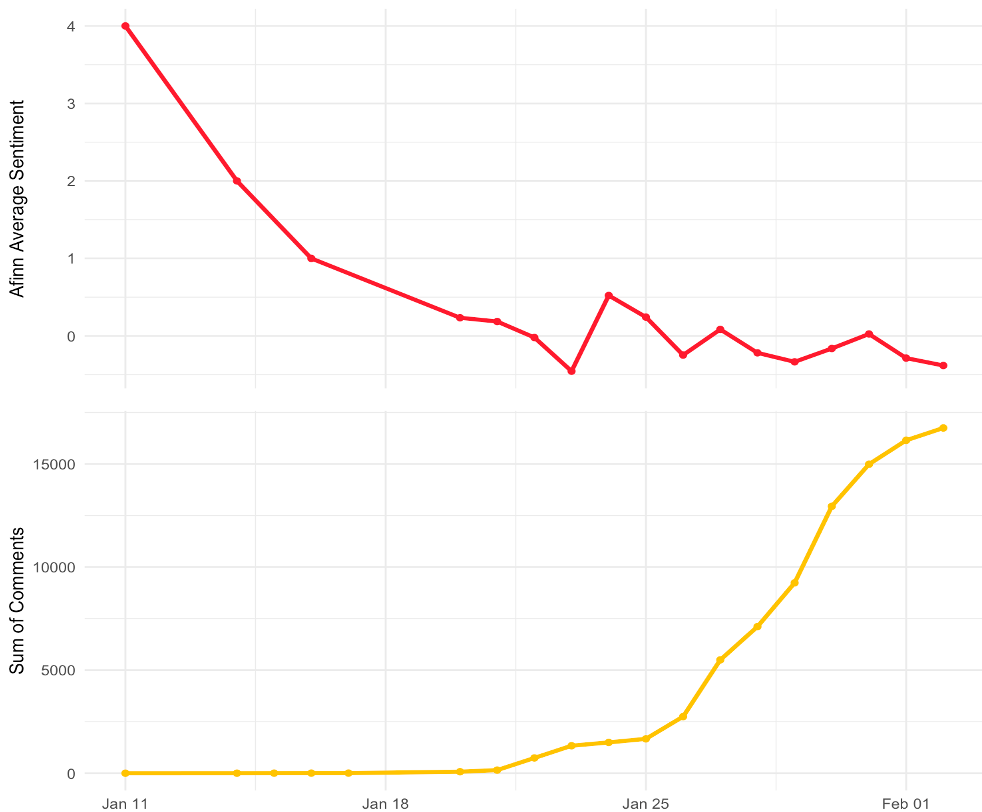 4
3
2
1
0
Afinn Average Sentiment
15000
10000
5000
0
Sum of Comments
Jan 11
Jan 18
Jan 25
Feb 01